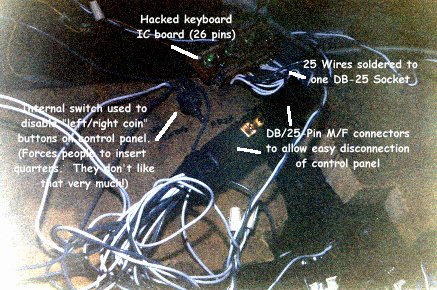 Hacked keyboard
IC board (26 pins)
25 Wires soldered to
one DB-25 Socket
Internal switch used to
disable "left/right coin"
buttons on control panel.
(Forces people to insert
quarters. They don't like
that very much!)
DB/25-Pin M/F connectors
to allow easy disconnection
of control panel